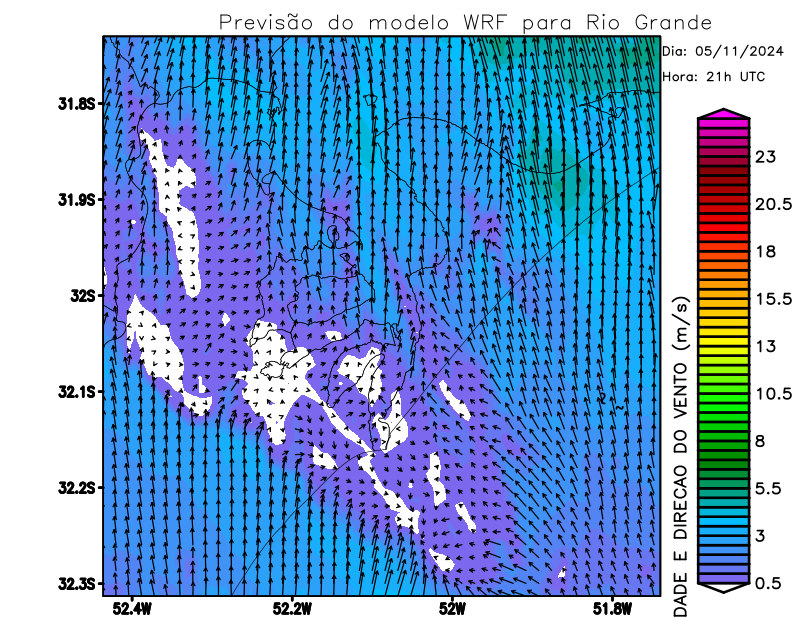 Previsão do modelo WRF para Rio Grande
Dia: 05/11/2024
Hora: 21h UTC
31.8S
31.9S
32S
32.1S
32.2S
32.3S
52.4W
52.2W
52W
51.8W
23
20.5
18
15.5
13
10.5
8
5.5
3
0.5
DADE E DIRECAO DO VENTO (m/s)